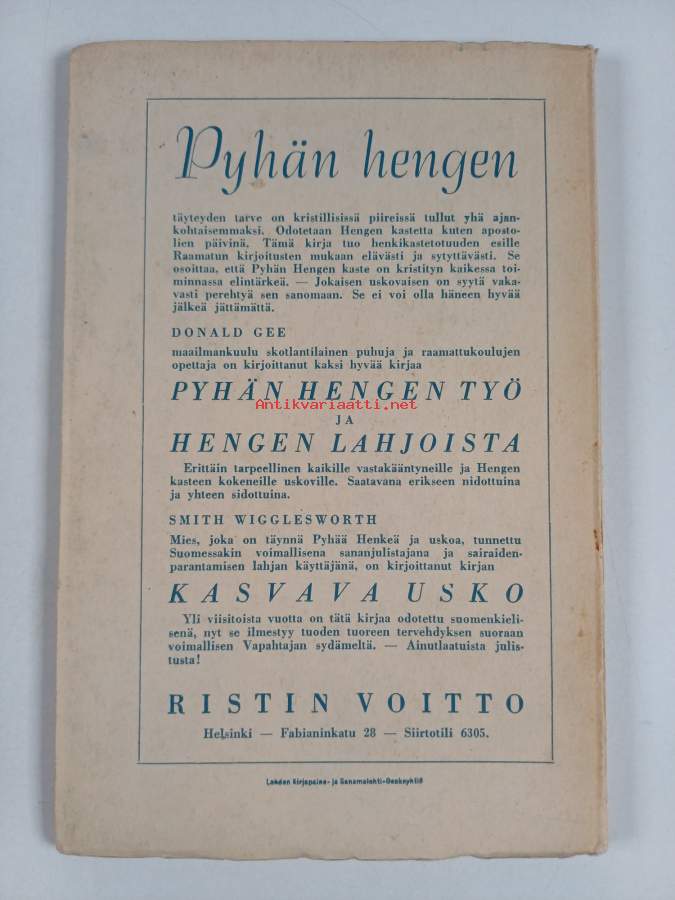 Pyhän hengen
täyteyden tarve on kristillisissä piireissä tullut yhä ajan-
kohtaisemmaksi. Odotetaan Hengen kastetta kuten aposto-
lien päivinä. Tämä kirja tuo henkikastetotuuden esille
Raamatun kirjoitusten mukaan elävästi ja sytyttävästi. Se
osoittaa, että Pyhän Hengen kaste on kristityn kaikessa toi-
minnassa elintärkeä. — Jokaisen uskovaisen on syytä vaka-
vasti perehtyä sen sanomaan. Se ei voi olla häneen hyvää
jälkeä jättämättä.
DONALD GEE
maailmankuulu skotlantilainen puhuja ja raamattukoulujen
opettaja on kirjoittanut kaksi hyvää kirjaa
PYHÄN HENGEN TYÖ
Antikvariaatti.net
JA
HENGEN LAHJOISTA
Erittäin tarpeellinen kaikille vastakääntyneille ja Hengen
kasteen kokeneille uskoville. Saatavana erikseen nidottuina
ja yhteen sidottuina.
SMITH WIGGLESWORTH
Mies, joka on täynnä Pyhää Henkeä ja uskoa, tunnettu
Suomessakin voimallisena sananjulistajana ja sairaiden-
parantamisen lahjan käyttäjänä, on kirjoittanut kirjan
KASVAVA USKO
Yli viisitoista vuotta on tätä kirjaa odotettu suomenkieli-
senä, nyt se ilmestyy tuoden tuoreen tervehdyksen suoraan
voimallisen Vapahtajan sydämeltä. — Ainutlaatuista julis-
tusta!
RISTIN VOITTO
Helsinki — Fabianinkatu 28 — Siirtotili 6305.
Lahden Kirjapaino- ja Sanomalehti-Osakeyhtiö